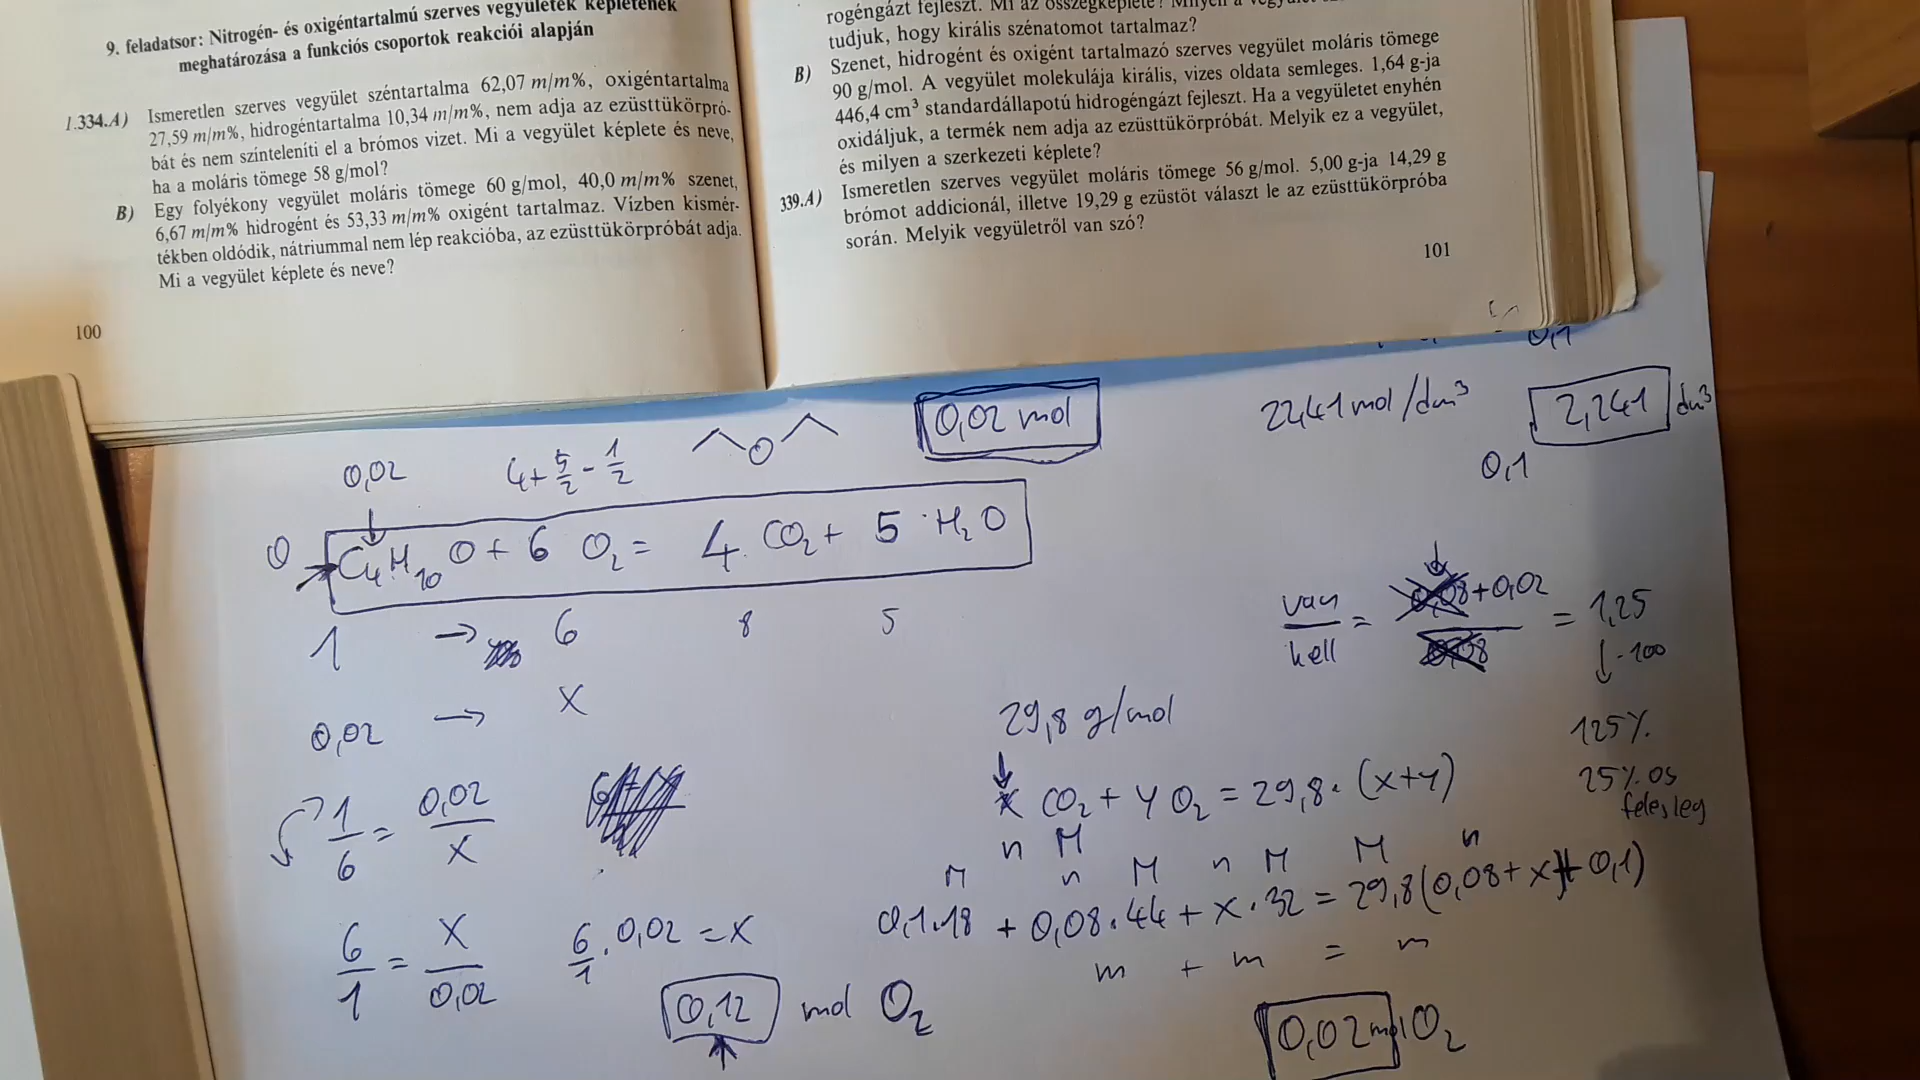 9. feladatsor: Nitrogén- és oxigéntartalmú szerves vegyületek képletének
meghatározása a funkciós csoportok reakciói alapján
1.334.A) Ismeretlen szerves vegyület széntartalma 62,07 m/m%, oxigéntartalma
27,59 m/m%, hidrogéntartalma 10,34 m/m%, nem adja az ezüsttükörpró-
bát és nem színteleníti el a brómos vizet. Mi a vegyület képlete és neve,
ha a moláris tömege 58 g/mol?
B) Egy folyékony vegyület moláris tömege 60 g/mol, 40,0 m/m% szenet,
6,67 m/m% hidrogént és 53,33 m/m% oxigént tartalmaz. Vízben kismér-
tékben oldódik, nátriummal nem lép reakcióba, az ezüsttükörpróbát adja.
Mi a vegyület képlete és neve?
100
rogéngázt fejleszt. Mi az összegképlete? Milyen a
tudjuk, hogy királis szénatomot tartalmaz?
B) Szenet, hidrogént és oxigént tartalmazó szerves vegyület moláris tömege
90 g/mol. A vegyület molekulája királis, vizes oldata semleges. 1,64 g-ja
446,4 cm³ standardállapotú hidrogéngázt fejleszt. Ha a vegyületet enyhén
oxidáljuk, a termék nem adja az ezüsttükörpróbát. Melyik ez a vegyület,
és milyen a szerkezeti képlete?
339.A) Ismeretlen szerves vegyület moláris tömege 56 g/mol. 5,00 g-ja 14,29 g
brómot addicionál, illetve 19,29 g ezüstöt választ le az ezüsttükörpróba
során. Melyik vegyületről van szó?
101
0,1
0,02 mol
22,41 mol/dm³
2,241 dm³
0,1
0,02
4+5/2-1/2
O
C₄H₁₀O + 6 O₂ = 4 · CO₂ + 5 · H₂O
1 → 6 8 5
0,02 → x
1/6 = 0,02/x
6/1 = x/0,02
6/1 · 0,02 = x
0,12 mol O₂
van/kell = 0,08+0,02/0,08 = 1,25
↓ · 100
125%
25%-os
felesleg
29,8 g/mol
x CO₂ + y O₂ = 29,8 · (x+y)
n M
M n M n M M n
0,1·18 + 0,08·44 + x·32 = 29,8(0,08+x+0,1)
m + m = m
0,02 mol O₂